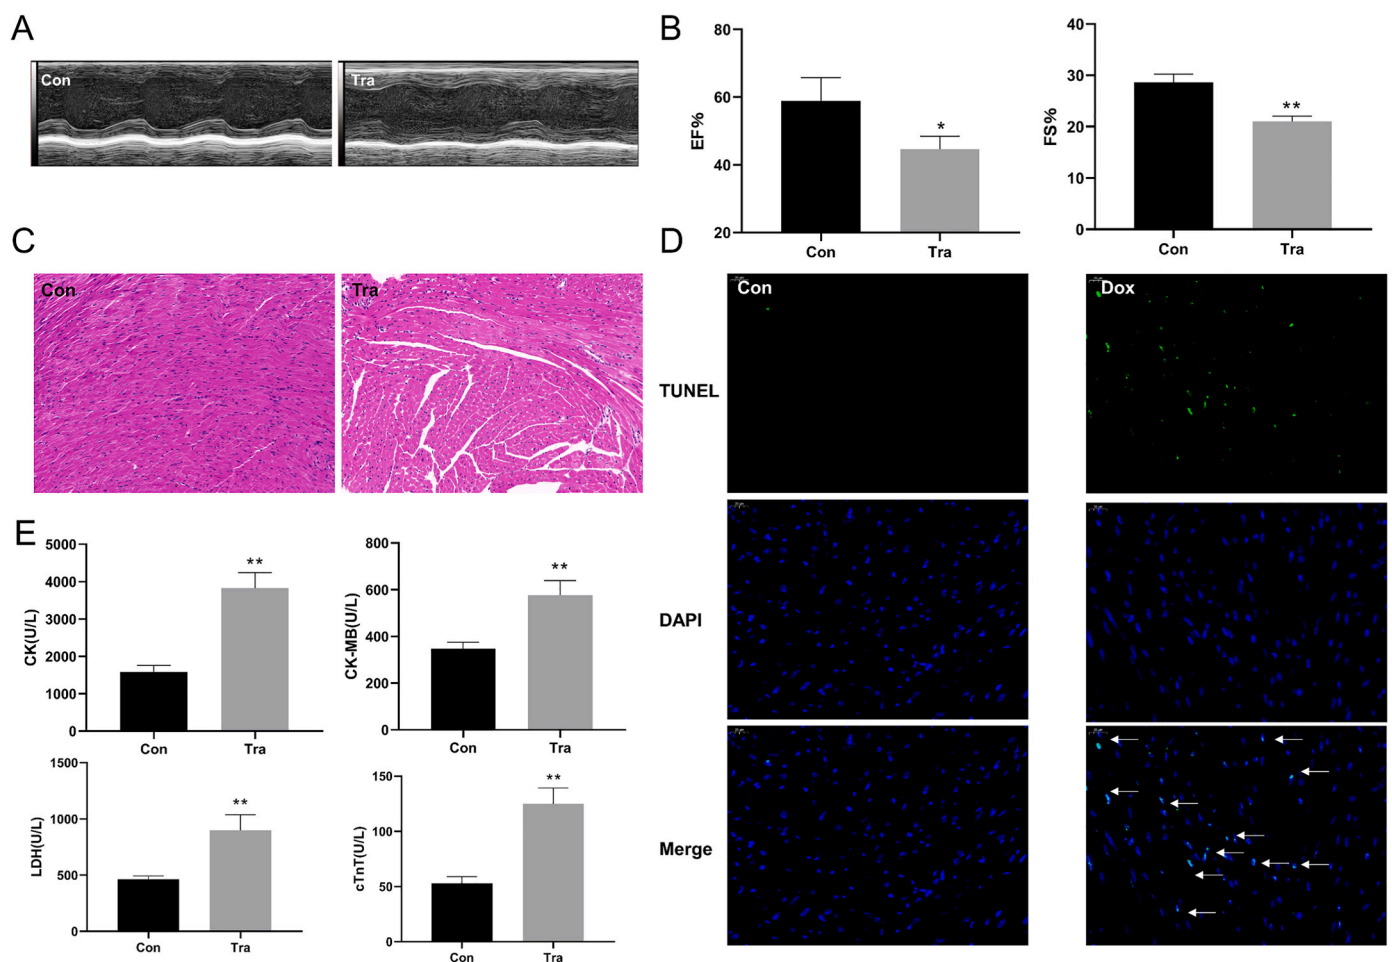 A
Con
Tra
B
EF%
80
60
40
20
*
Con
Tra
FS%
40
30
20
10
0
**
Con
Tra
C
Con
Tra
D
Con
Dox
TUNEL
DAPI
Merge
E
CK(U/L)
5000
4000
3000
2000
1000
0
**
Con
Tra
CK-MB(U/L)
800
600
400
200
0
**
Con
Tra
LDH(U/L)
1500
1000
500
0
**
Con
Tra
cTnT(U/L)
150
100
50
0
**
Con
Tra